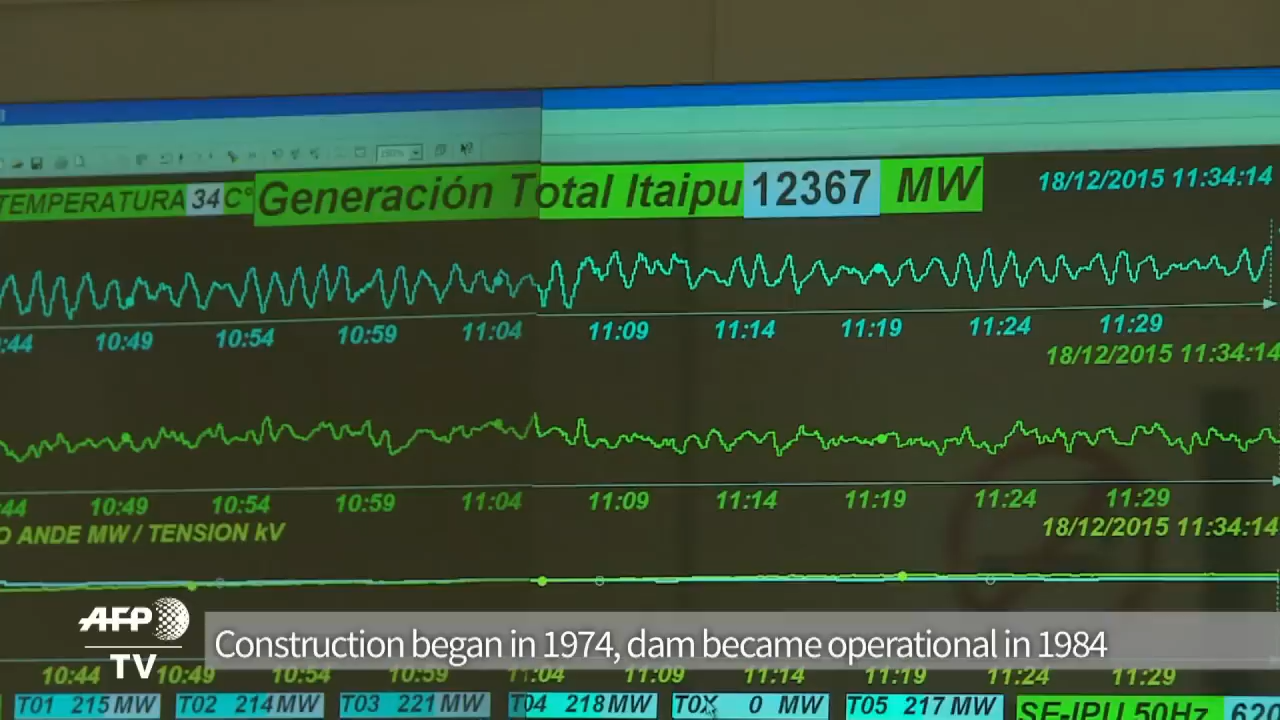 TEMPERATURA 34 C° Generación Total Itaipu 12367 MW 18/12/2015 11:34:14
:44 10:49 10:54 10:59 11:04 11:09 11:14 11:19 11:24 11:29
18/12/2015 11:34:14
44 10:49 10:54 10:59 11:04 11:09 11:14 11:19 11:24 11:29
O ANDE MW / TENSION kV 18/12/2015 11:34:14
AFP
TV
Construction began in 1974, dam became operational in 1984
10:44 10:49 10:54 10:59 11:04 11:09 11:14 11:19 11:24 11:29
T01 215 MW T02 214 MW T03 221 MW T04 218 MW T0X 0 MW T05 217 MW SE-IPU 50Hz 620